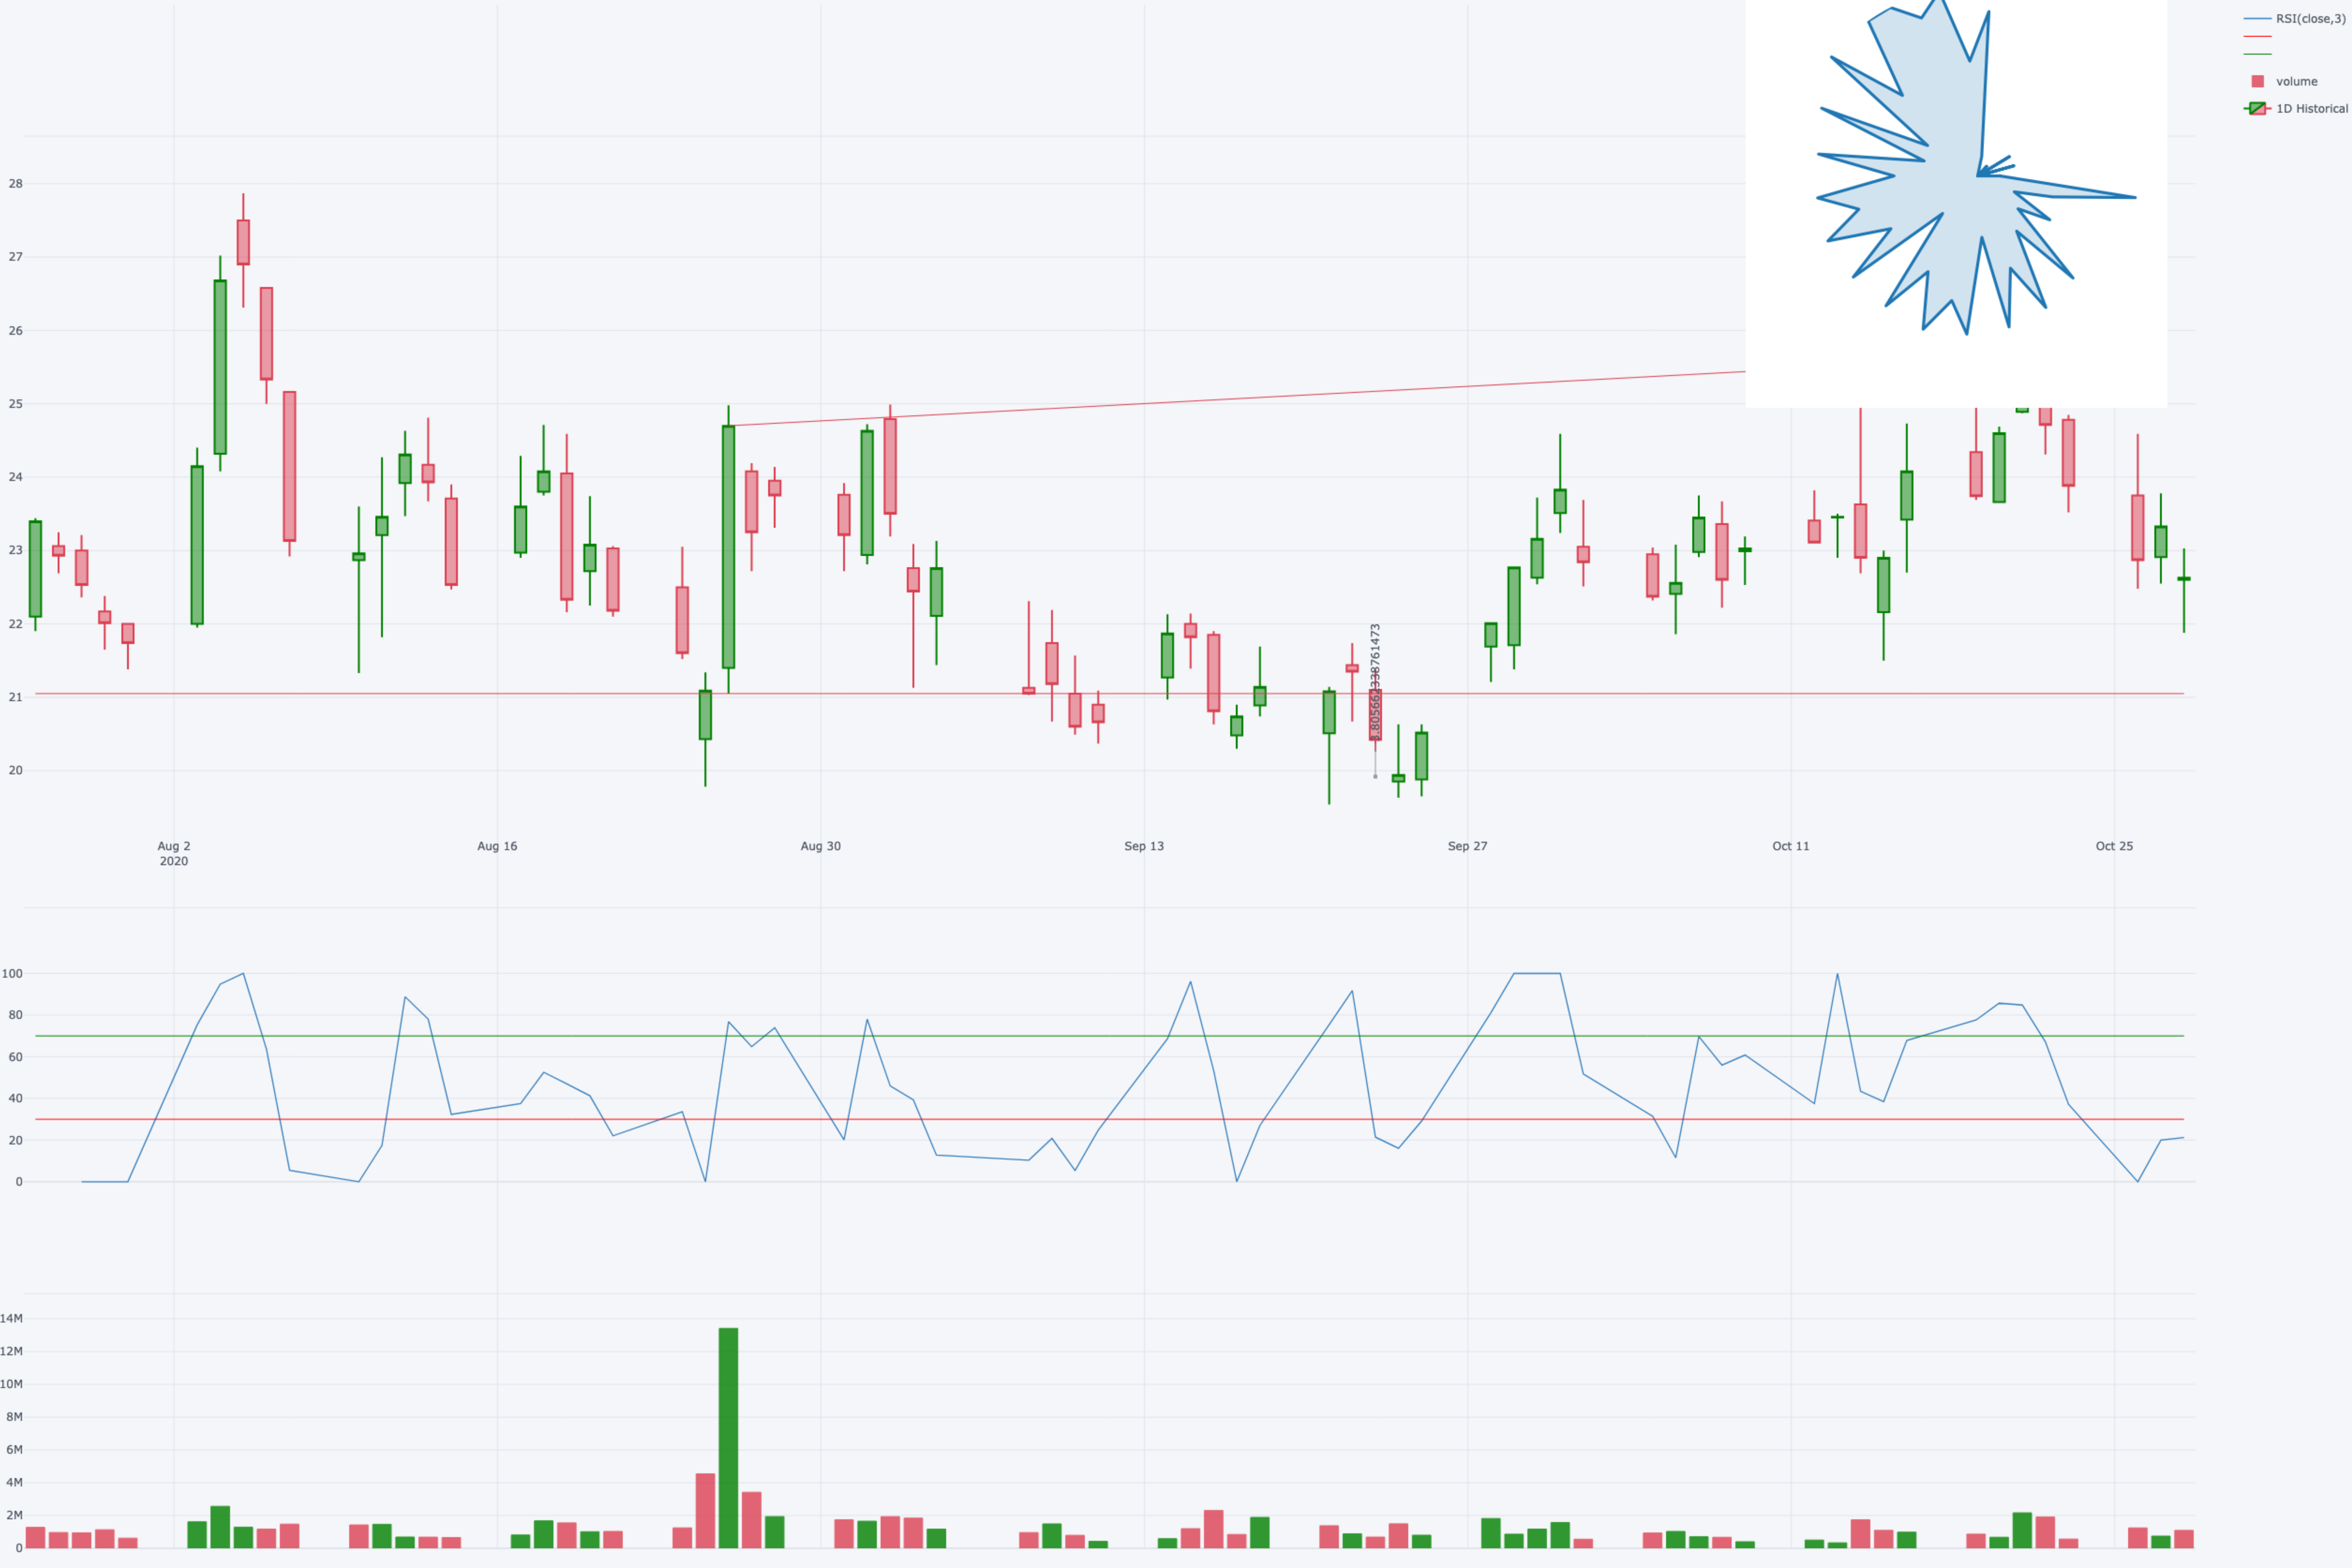 RSI(close,3)
volume
1D Historical
28
27
26
25
24
23
22
21
20
Aug 2
2020
Aug 16
Aug 30
Sep 13
Sep 27
Oct 11
Oct 25
100
80
60
40
20
0
14M
12M
10M
8M
6M
4M
2M
0